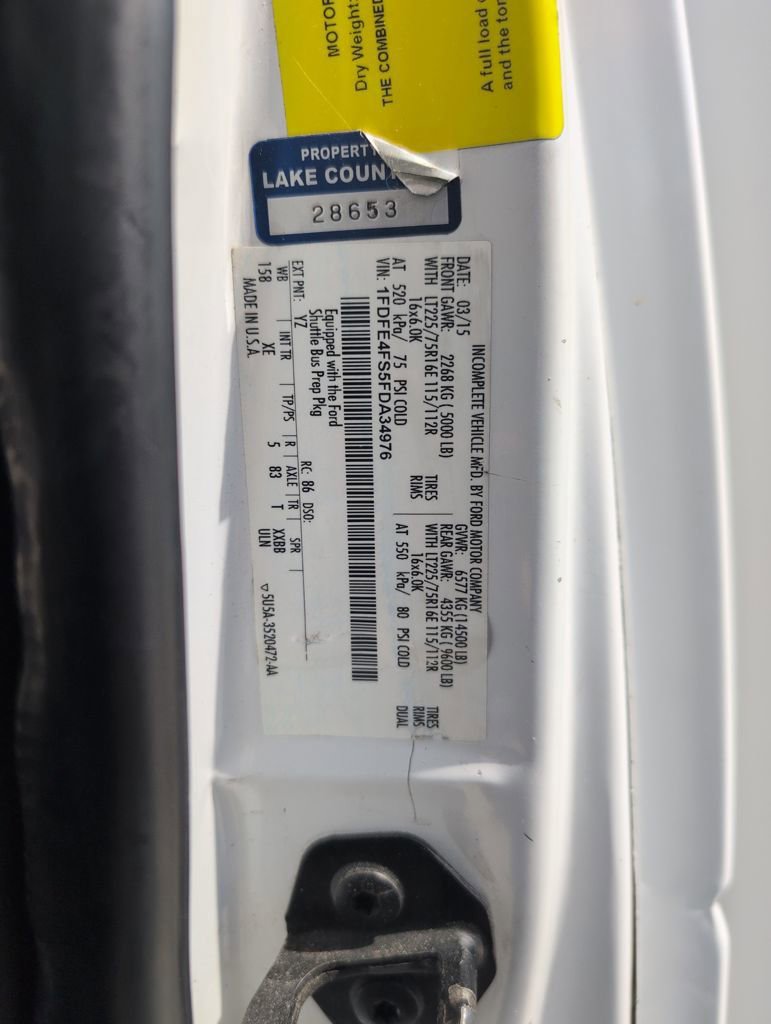 MOTOR
Dry Weight:
THE COMBINED
A full load
and the
PROPERTY
LAKE COUN
28653
INCOMPLETE VEHICLE MFD. BY FORD MOTOR COMPANY
DATE: 03/15 GVWR: 6577 KG (14500 LB)
FRONT GAWR: 2268 KG ( 5000 LB) REAR GAWR: 4355 KG ( 9600 LB)
WITH LT225/75R16E 115/112R TIRES WITH LT225/75R16E 115/112R TIRES
16x6.0K RIMS 16x6.0K RIMS
AT 520 kPa/ 75 PSI COLD AT 550 kPa/ 80 PSI COLD DUAL
VIN: 1FDFE4FS5FDA34976
Equipped with the Ford
Shuttle Bus Prep Pkg
EXT PNT: YZ RC: 86 DSO:
WB INT TR TP/PS R AXLE TR SPR
158 XE 5 83 T XXBB
ULN
MADE IN U.S.A. 5U5A-3520472-AA